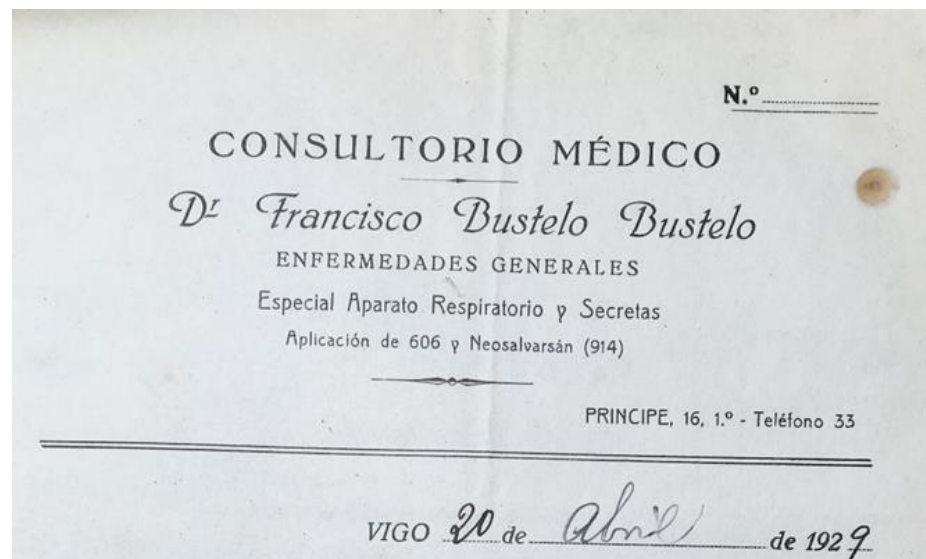 N.º
CONSULTORIO MÉDICO
Dr Francisco Bustelo Bustelo
ENFERMEDADES GENERALES
Especial Aparato Respiratorio y Secretas
Aplicación de 606 y Neosalvarsán (914)
PRINCIPE, 16, 1.º - Teléfono 33
VIGO 20 de Abril de 1929